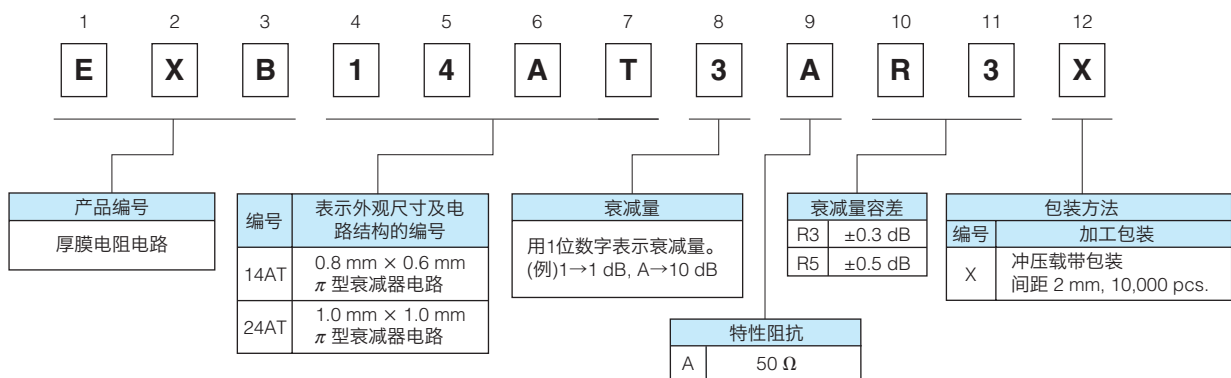 1 2 3 4 5 6 7 8 9 10 11 12
E X B 1 4 A T 3 A R 3 X
产品编号
厚膜电阻电路
编号 表示外观尺寸及电
路结构的编号
14AT 0.8 mm × 0.6 mm
π 型衰减器电路
24AT 1.0 mm × 1.0 mm
π 型衰减器电路
衰减量
用1位数字表示衰减量。
(例)1→1 dB, A→10 dB
特性阻抗
A 50 Ω
衰减量容差
R3 ±0.3 dB
R5 ±0.5 dB
包装方法
编号 加工包装
X 冲压载带包装
间距 2 mm, 10,000 pcs.